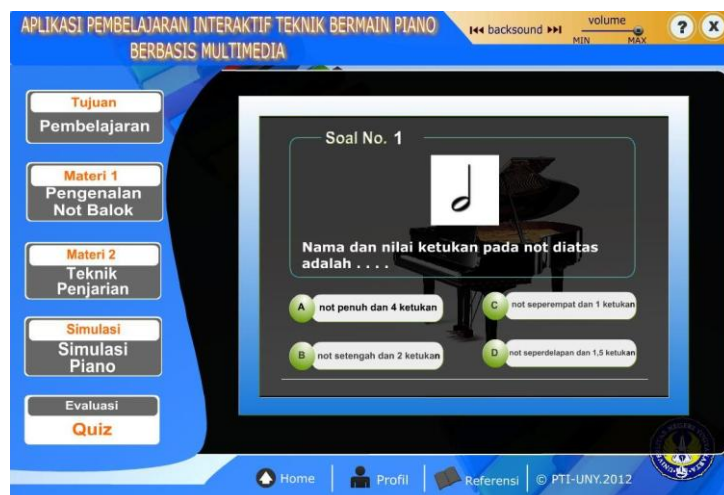 APLIKASI PEMBELAJARAN INTERAKTIF TEKNIK BERMAIN PIANO
BERBASIS MULTIMEDIA
backsound
volume
MIN MAX
? X
Tujuan
Pembelajaran
Materi 1
Pengenalan
Not Balok
Materi 2
Teknik
Penjarian
Simulasi
Simulasi
Piano
Evaluasi
Quiz
Soal No. 1
Nama dan nilai ketukan pada not diatas
adalah . . . .
A not penuh dan 4 ketukan
B not setengah dan 2 ketukan
C not seperempat dan 1 ketukan
D not seperdelapan dan 1,5 ketukan
Home
Profil
Referensi
© PTI-UNY.2012